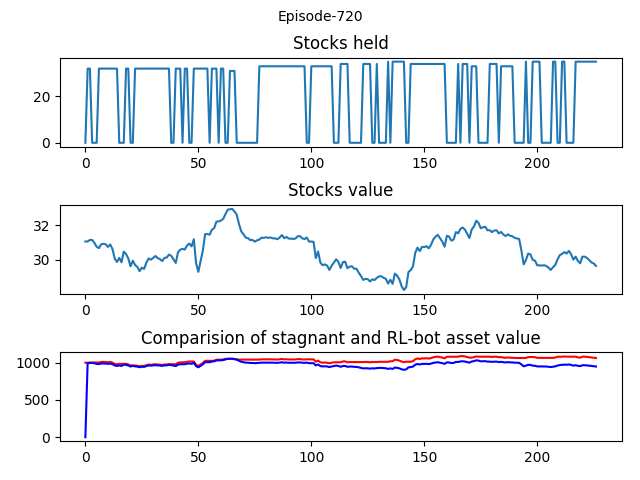 Episode-720
Stocks held
20
0
0 50 100 150 200
Stocks value
32
30
0 50 100 150 200
Comparision of stagnant and RL-bot asset value
1000
500
0
0 50 100 150 200